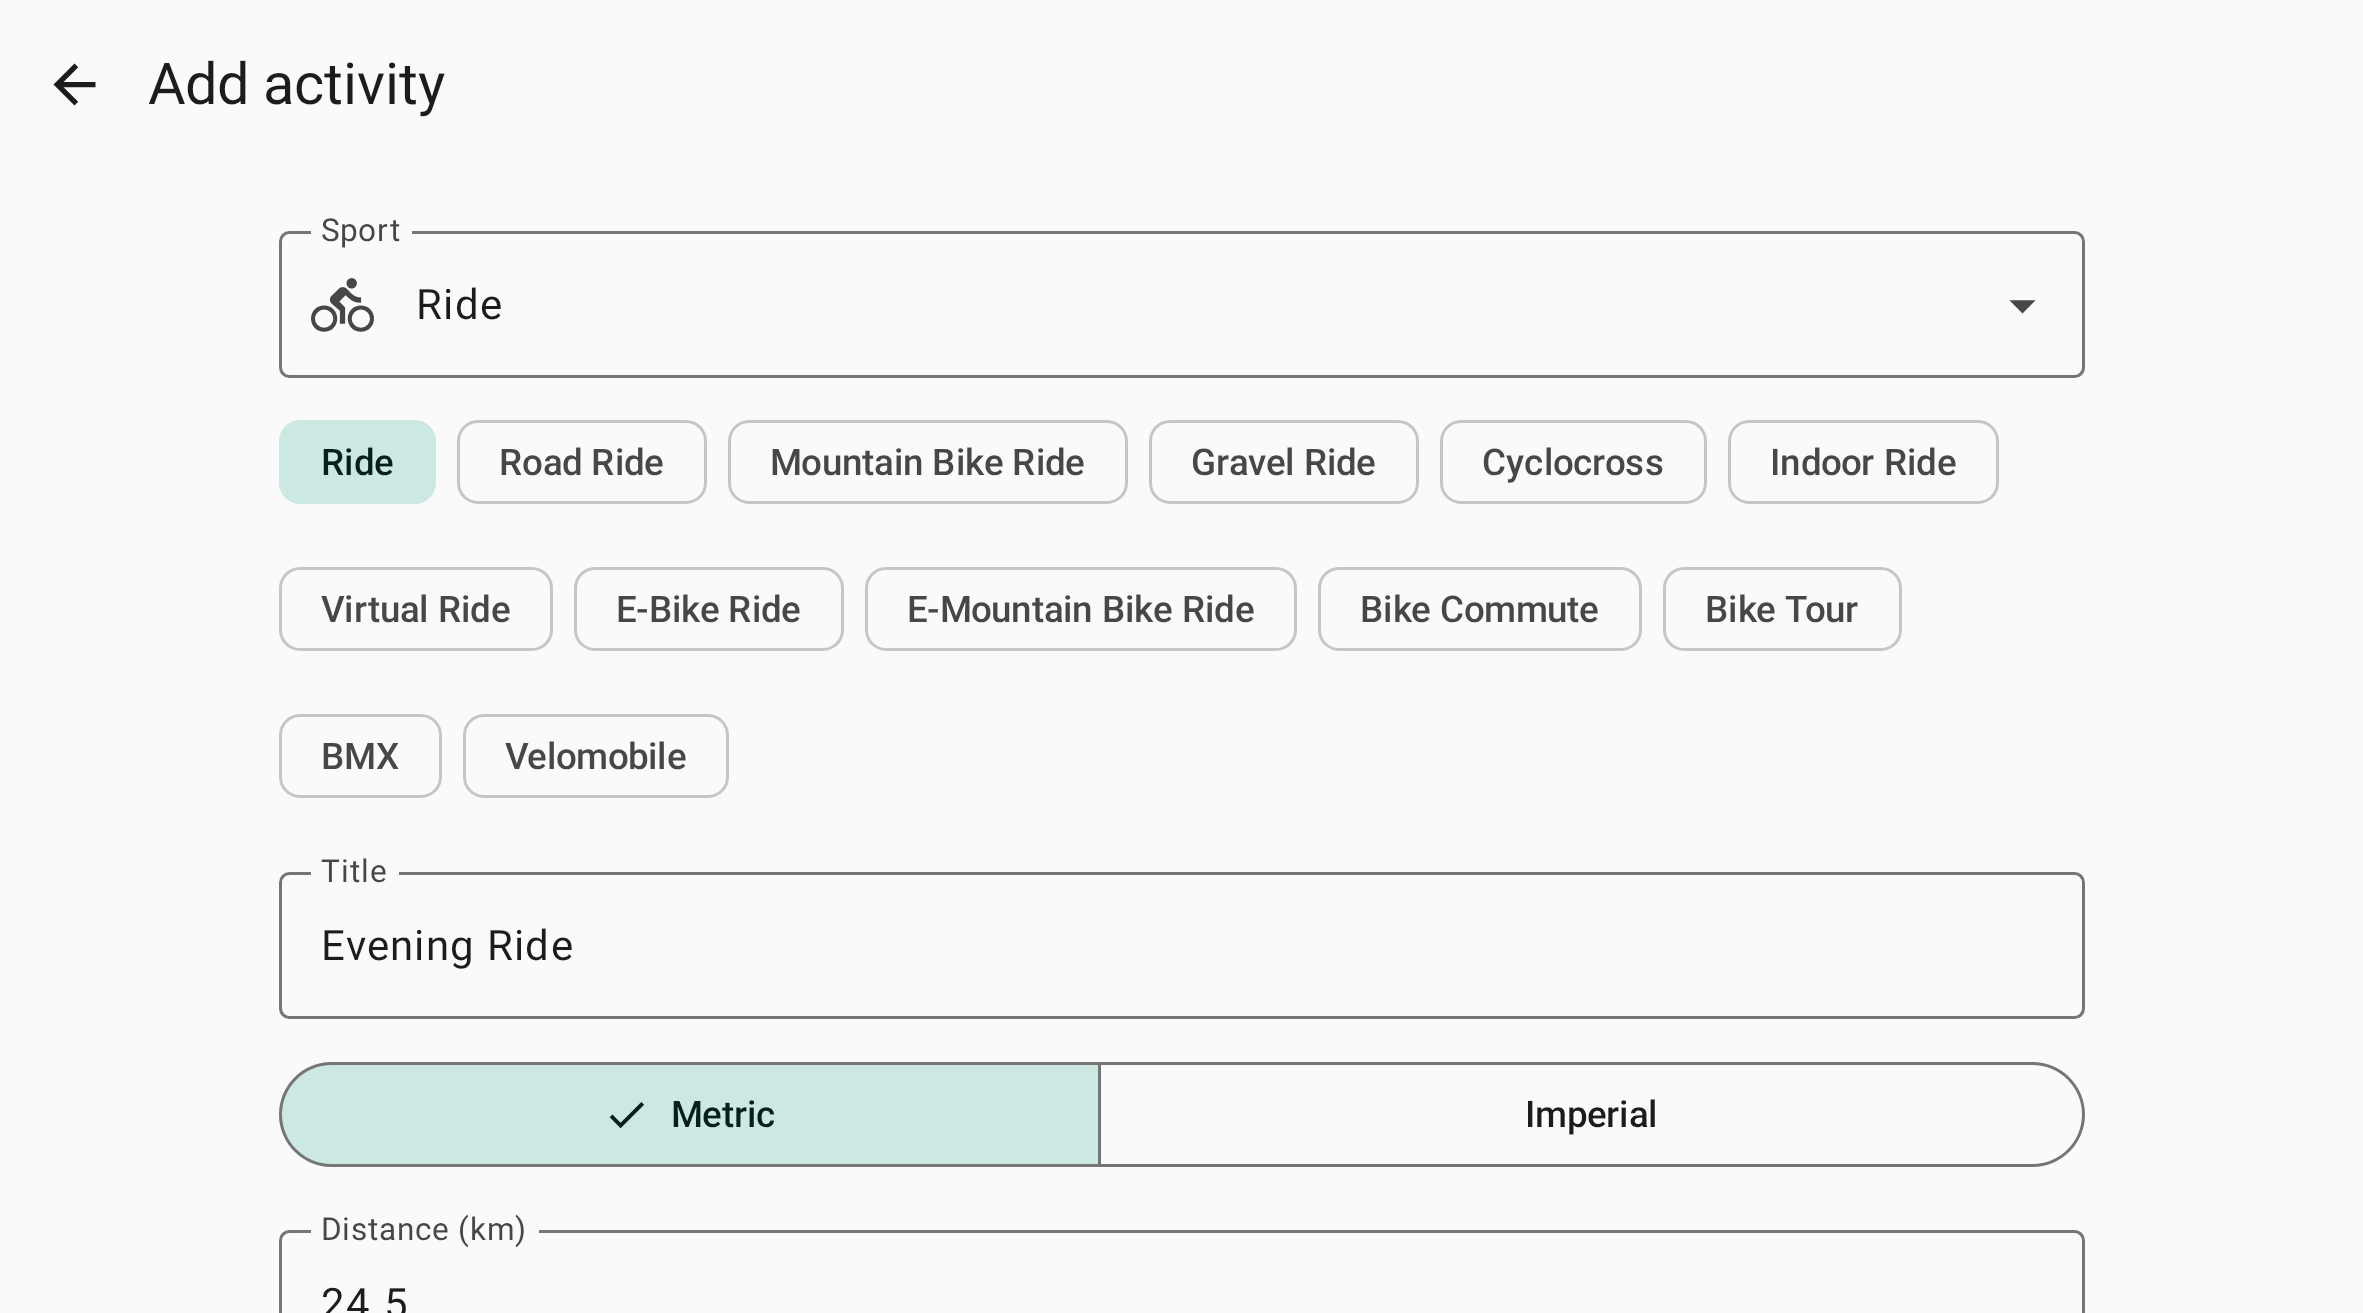 Add activity
Sport
Ride
Ride Road Ride Mountain Bike Ride Gravel Ride Cyclocross Indoor Ride
Virtual Ride E-Bike Ride E-Mountain Bike Ride Bike Commute Bike Tour
BMX Velomobile
Title
Evening Ride
Metric Imperial
Distance (km)
24.5